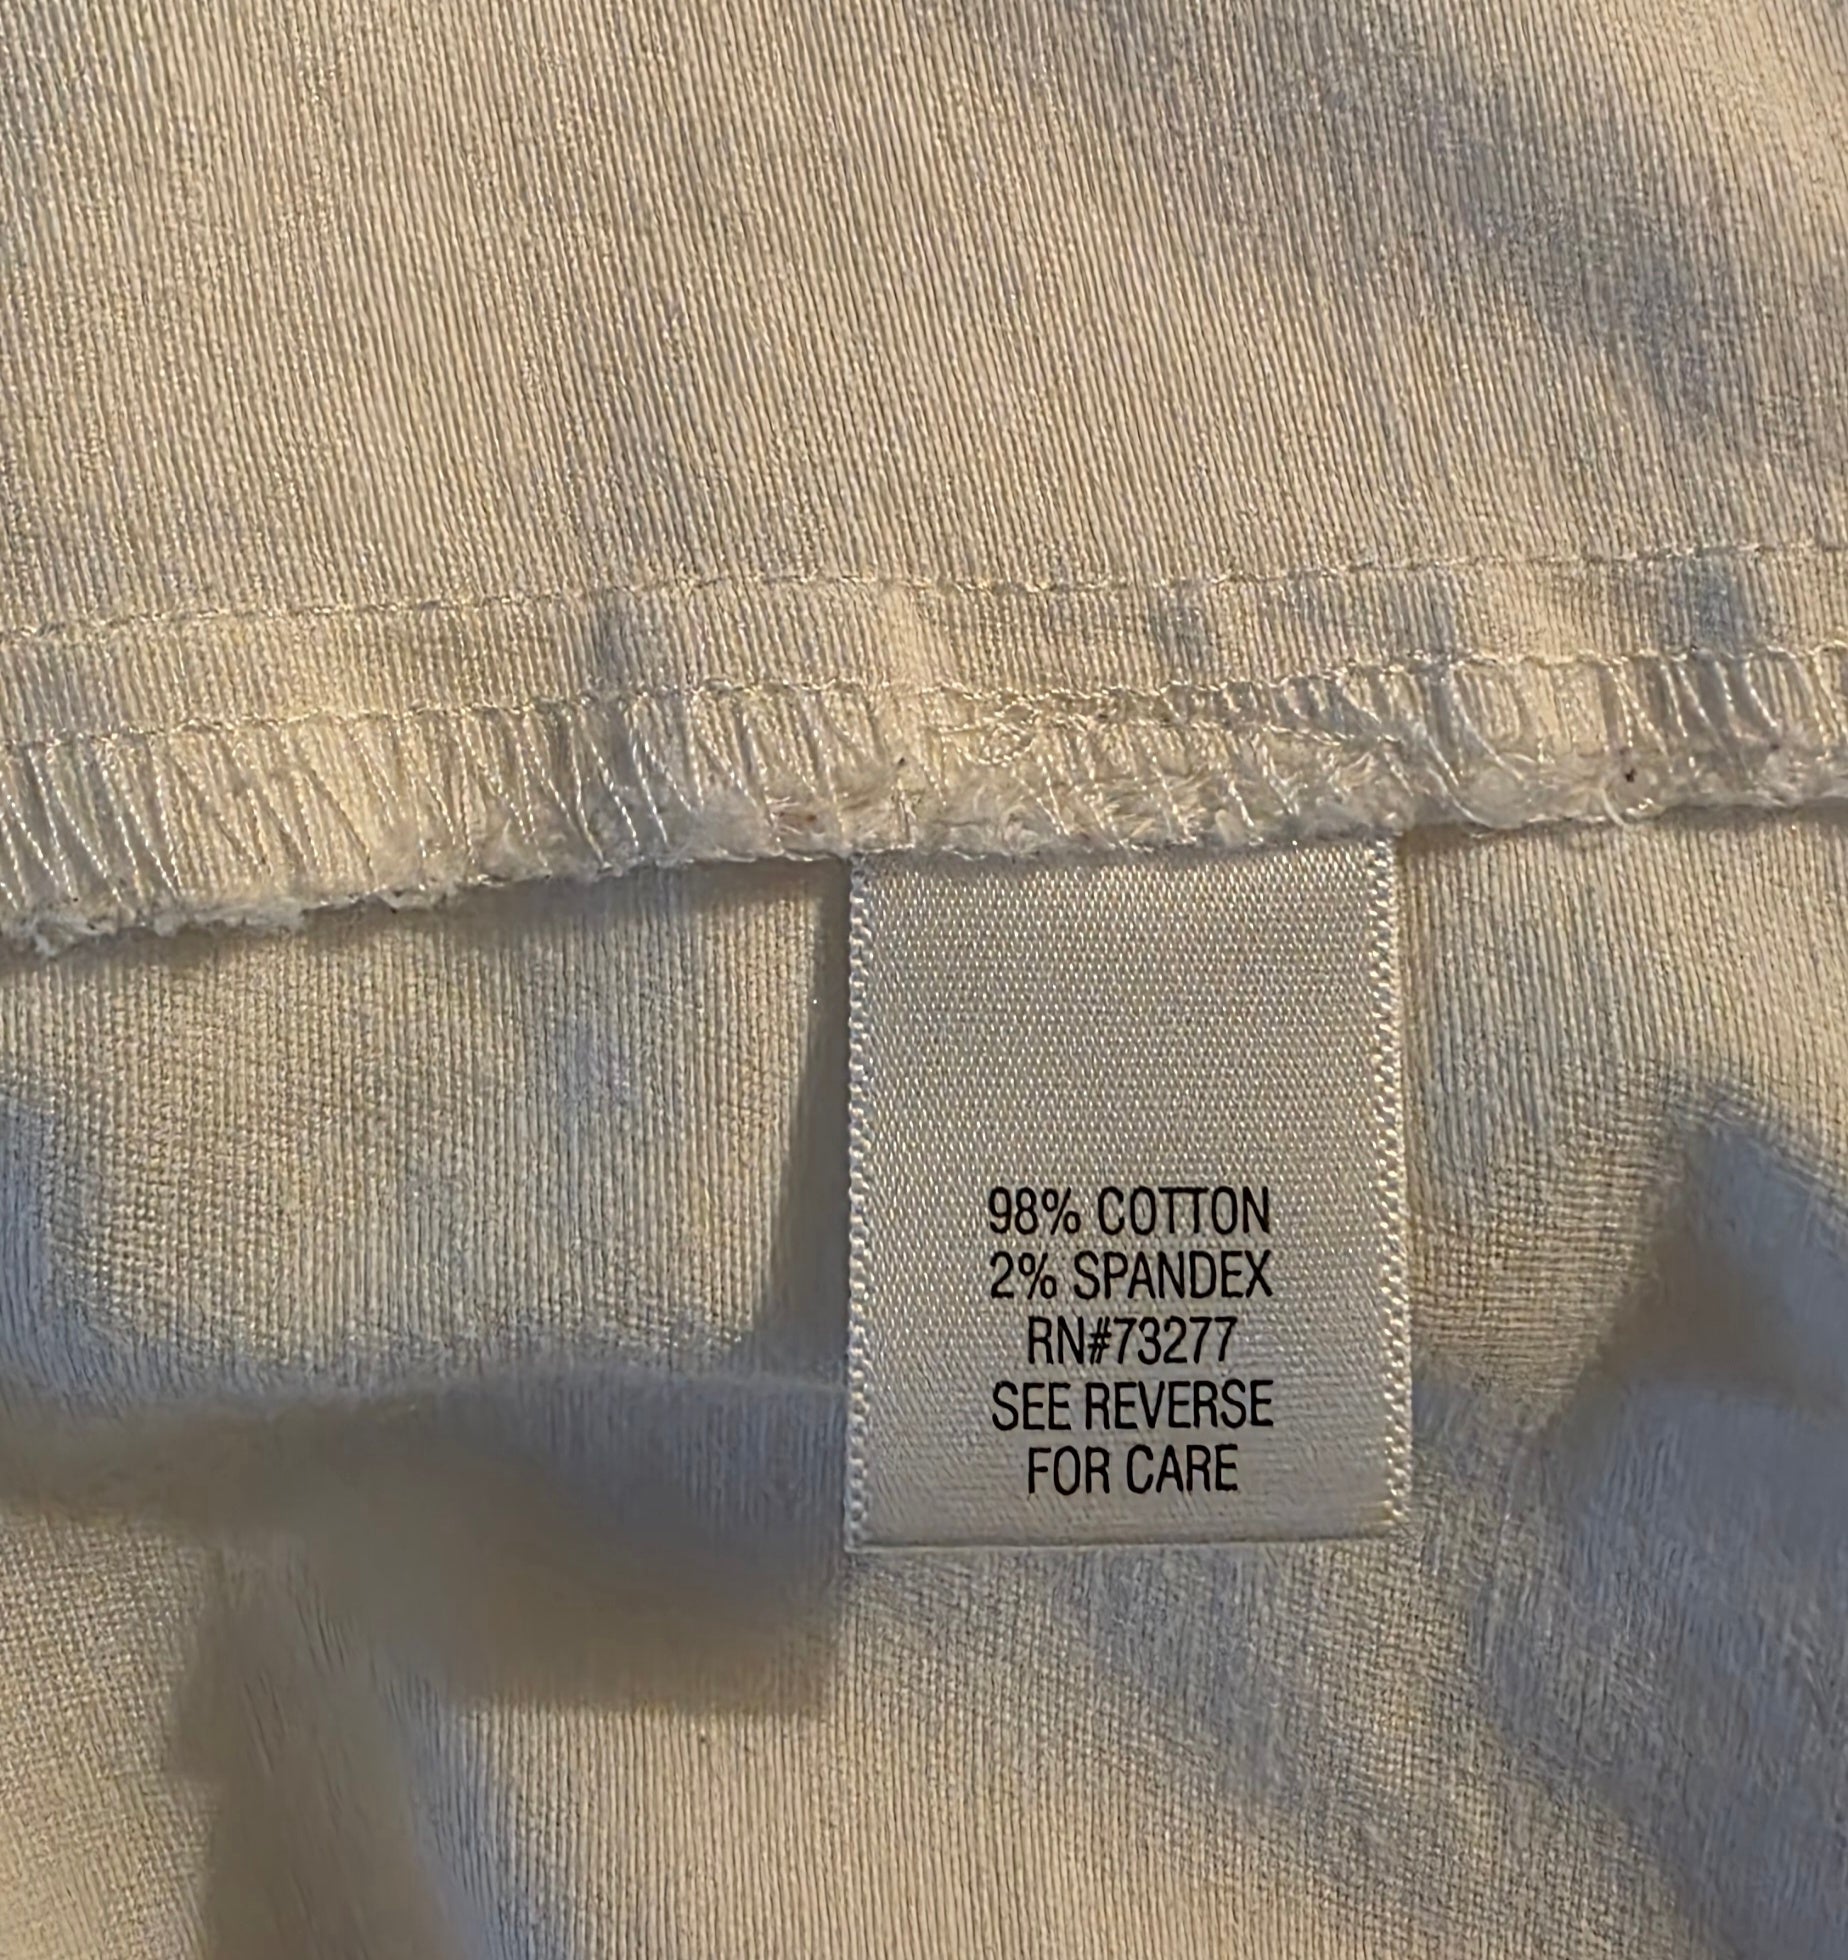 98% COTTON
2% SPANDEX
RN#73277
SEE REVERSE
FOR CARE